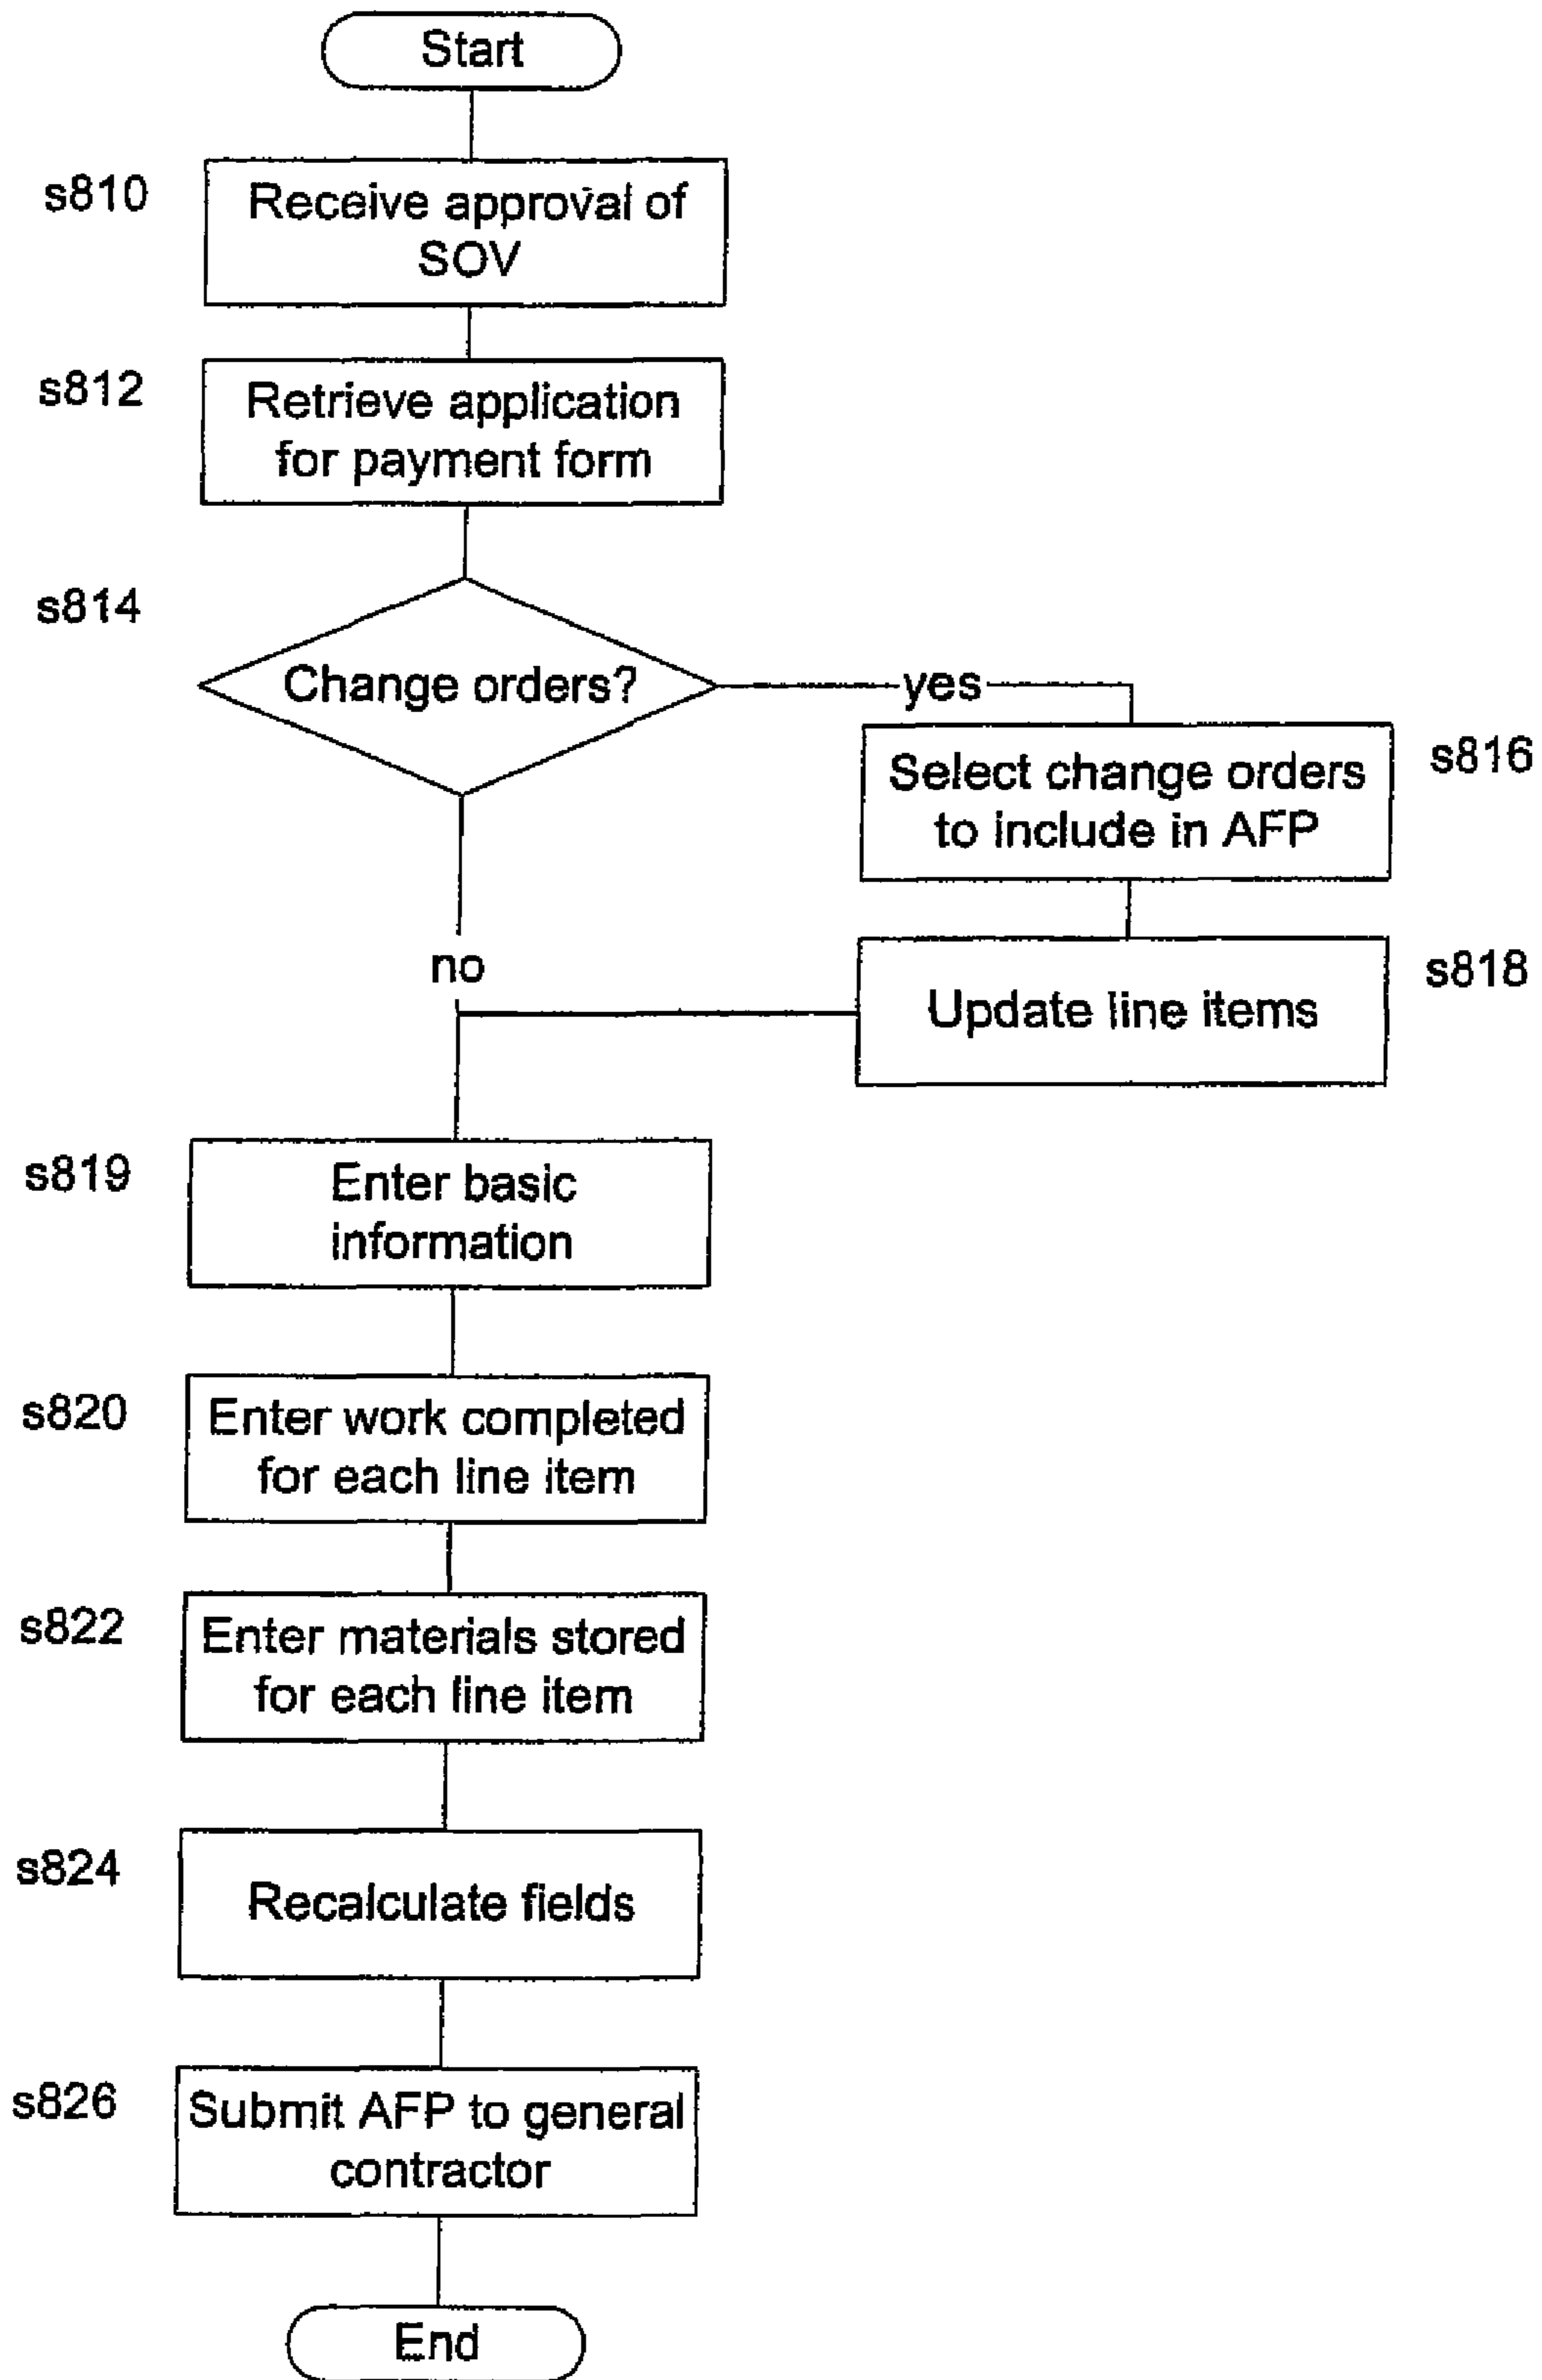 Start
s810
Receive approval of
SOV
s812
Retrieve application
for payment form
s814
Change orders?
yes
s816
Select change orders
to include in AFP
no
s818
Update line items
s819
Enter basic
information
s820
Enter work completed
for each line item
s822
Enter materials stored
for each line item
s824
Recalculate fields
s826
Submit AFP to general
contractor
End